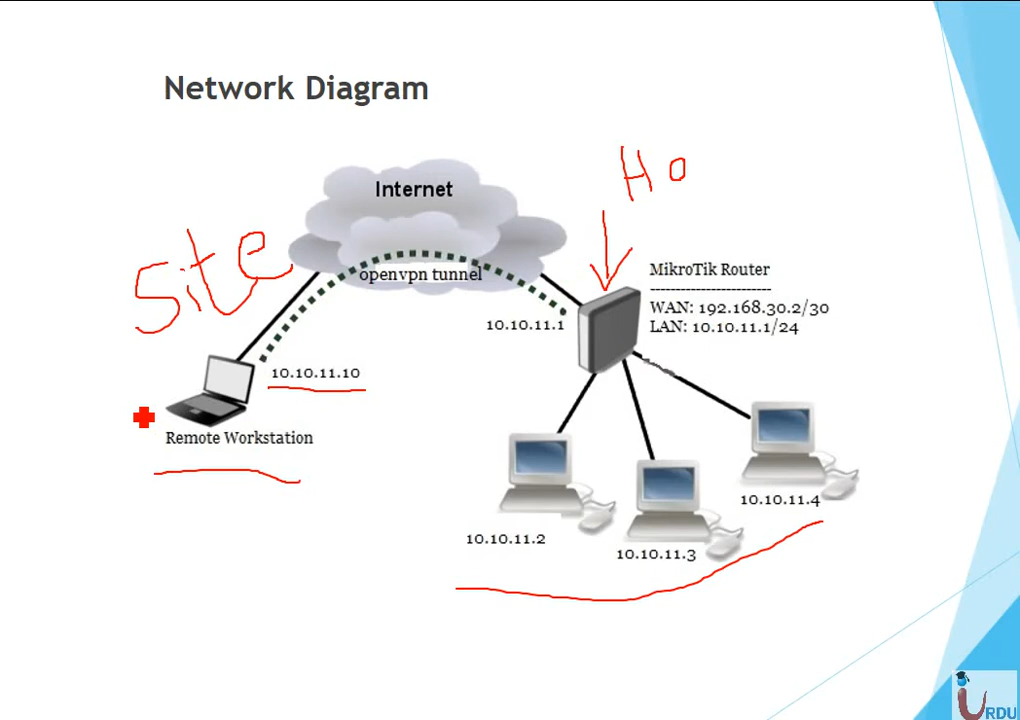 Network Diagram
Ho
Internet
Site
openvpn tunnel
MikroTik Router
-------------------------
WAN: 192.168.30.2/30
LAN: 10.10.11.1/24
10.10.11.1
10.10.11.10
Remote Workstation
10.10.11.4
10.10.11.2
10.10.11.3
iURDU